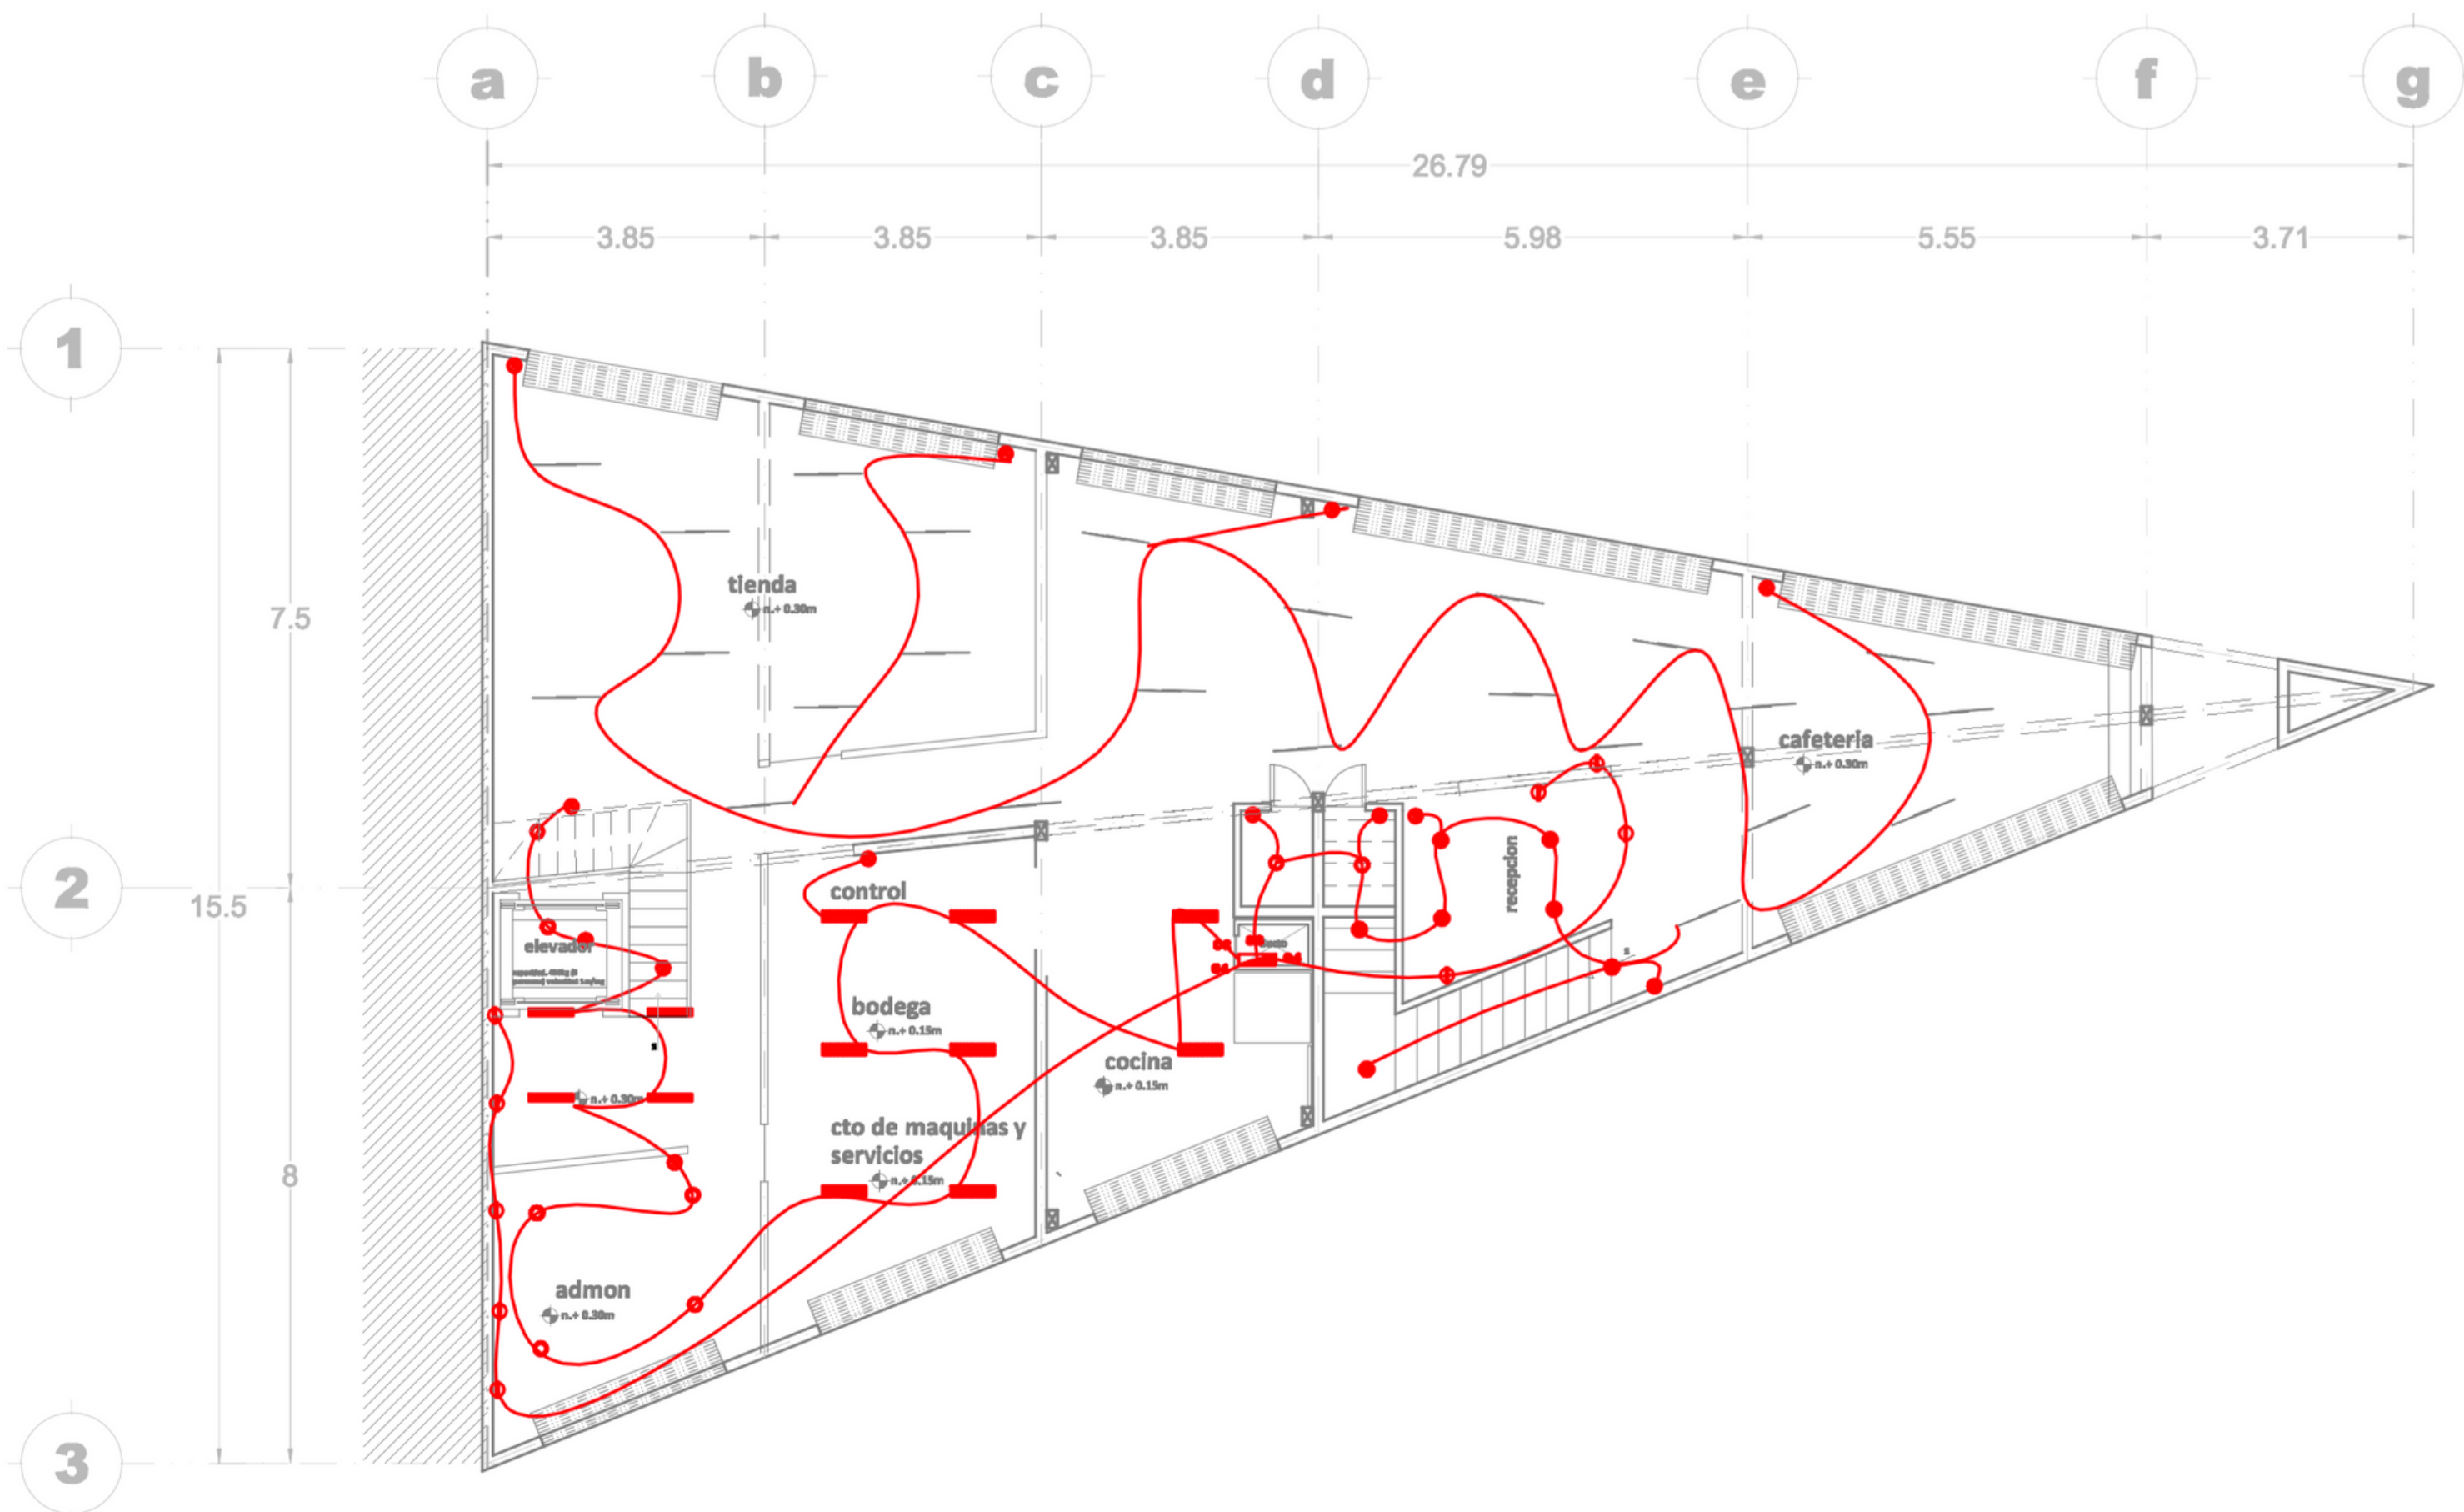 a b c d e f g
26.79
3.85 3.85 3.85 5.98 5.55 3.71
1
7.5
tienda
n.+ 0.30m
cafeteria
n.+ 0.30m
recepcion
2
15.5
control
elevador
s
bodega
n.+ 0.15m
s
cocina
n.+ 0.15m
n.+ 0.30m
cto de maquinas y
servicios
n.+ 0.15m
8
admon
n.+ 0.30m
3